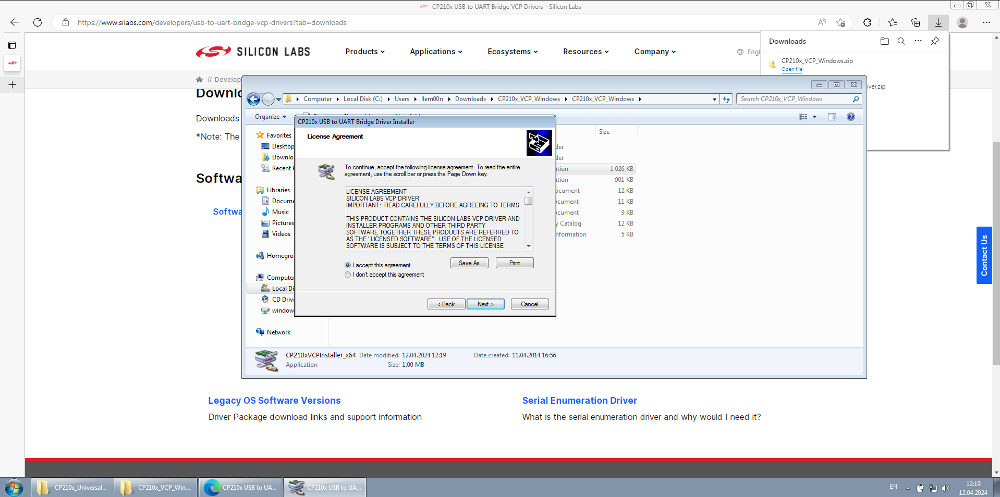 CP210x USB to UART Bridge VCP Drivers - Silicon Labs
https://www.silabs.com/developers/usb-to-uart-bridge-vcp-drivers?tab=downloads
Downloads
CP210x_VCP_Windows.zip
Open file
iver.zip
SILICON LABS
Products
Applications
Ecosystems
Resources
Company
Engl
// Develop
Downlo
Downloads
*Note: The
Softwa
Softwa
Computer
Local Disk (C:)
Users
llem00n
Downloads
CP210x_VCP_Windows
CP210x_VCP_Windows
Search CP210x_VCP_Windows
Organize
Size
Favorites
Desktop
Downlo
Recent P
Libraries
Docume
Music
Pictures
Videos
Homegro
Computer
Local Di
CD Drive
window
Network
der
der
ation 1 026 KB
ation 901 KB
ocument 12 KB
ocument 11 KB
ocument 9 KB
y Catalog 12 KB
nformation 5 KB
CP210x USB to UART Bridge Driver Installer
License Agreement
To continue, accept the following license agreement. To read the entire
agreement, use the scroll bar or press the Page Down key.
LICENSE AGREEMENT
SILICON LABS VCP DRIVER
IMPORTANT:  READ CAREFULLY BEFORE AGREEING TO TERMS
THIS PRODUCT CONTAINS THE SILICON LABS VCP DRIVER AND
INSTALLER PROGRAMS AND OTHER THIRD PARTY
SOFTWARE.TOGETHER THESE PRODUCTS ARE REFERRED TO
AS THE "LICENSED SOFTWARE".  USE OF THE LICENSED
SOFTWARE IS SUBJECT TO THE TERMS OF THIS LICENSE
I accept this agreement
I don't accept this agreement
Save As
Print
< Back
Next >
Cancel
CP210xVCPInstaller_x64 Date modified: 12.04.2024 12:19 Date created: 11.04.2014 16:56
Application Size: 1,00 MB
Contact Us
Legacy OS Software Versions
Driver Package download links and support information
Serial Enumeration Driver
What is the serial enumeration driver and why would I need it?
CP210x_Universal...
CP210x_VCP_Win...
CP210x USB to UA...
CP210x USB to UA...
EN
12:19
12.04.2024